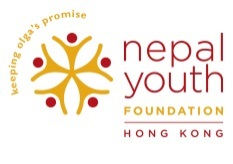 keeping olga's promise
nepal
youth
FOUNDATION
HONG KONG